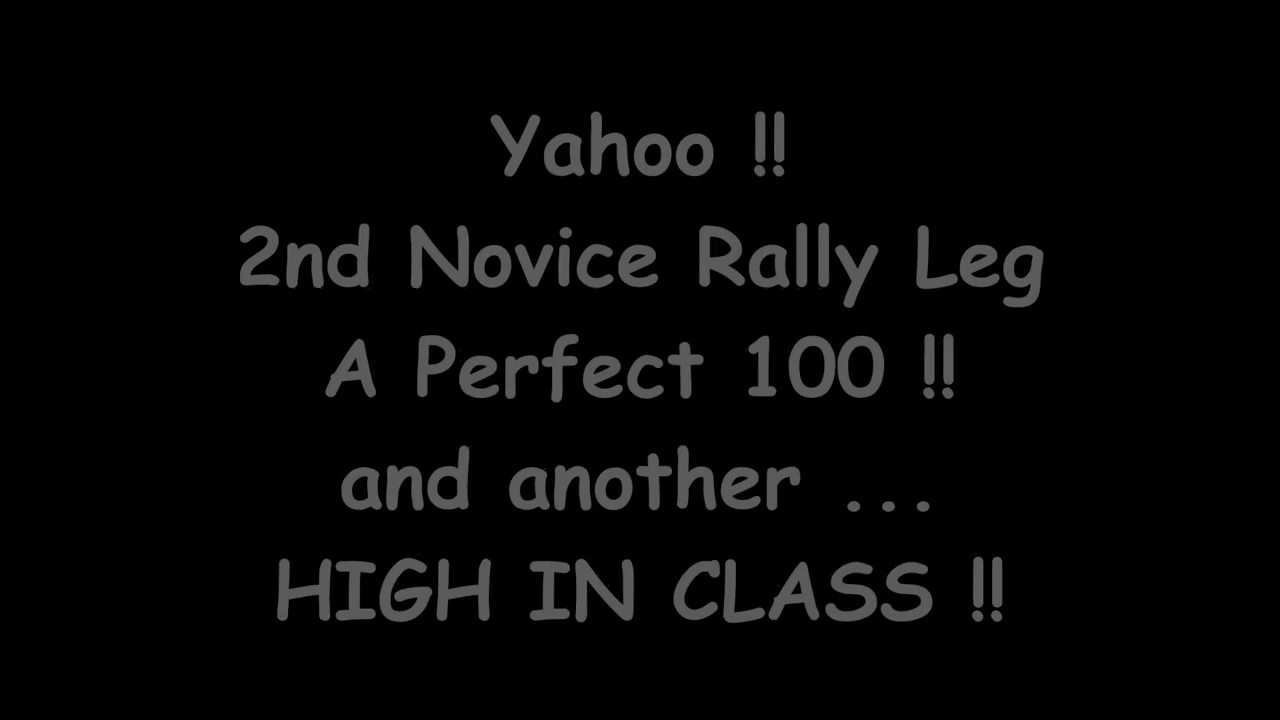 Yahoo !!
2nd Novice Rally Leg
A Perfect 100 !!
and another ...
HIGH IN CLASS !!